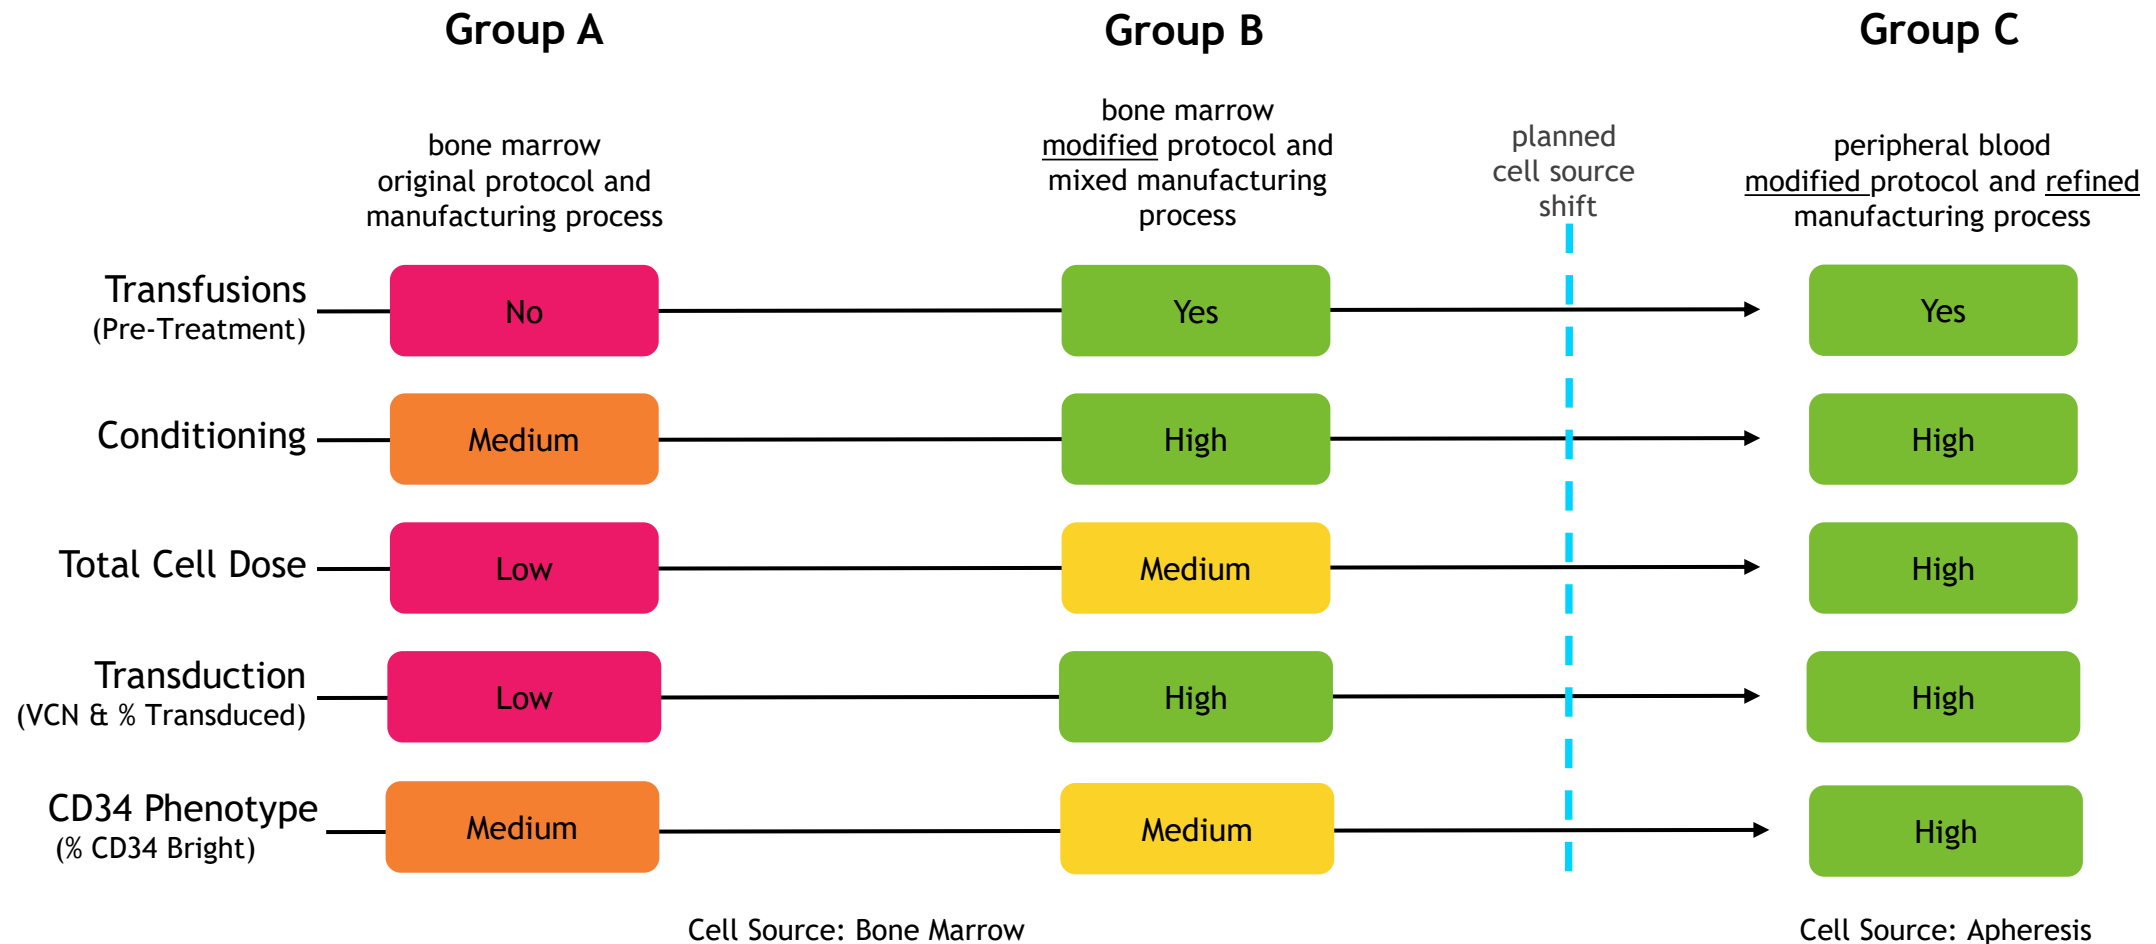 Group A
Group B
Group C
bone marrow
original protocol and
manufacturing process
bone marrow
modified protocol and
mixed manufacturing
process
planned
cell source
shift
peripheral blood
modified protocol and refined
manufacturing process
Transfusions
(Pre-Treatment)
No
Yes
Yes
Conditioning
Medium
High
High
Total Cell Dose
Low
Medium
High
Transduction
(VCN & % Transduced)
Low
High
High
CD34 Phenotype
(% CD34 Bright)
Medium
Medium
High
Cell Source: Bone Marrow
Cell Source: Apheresis